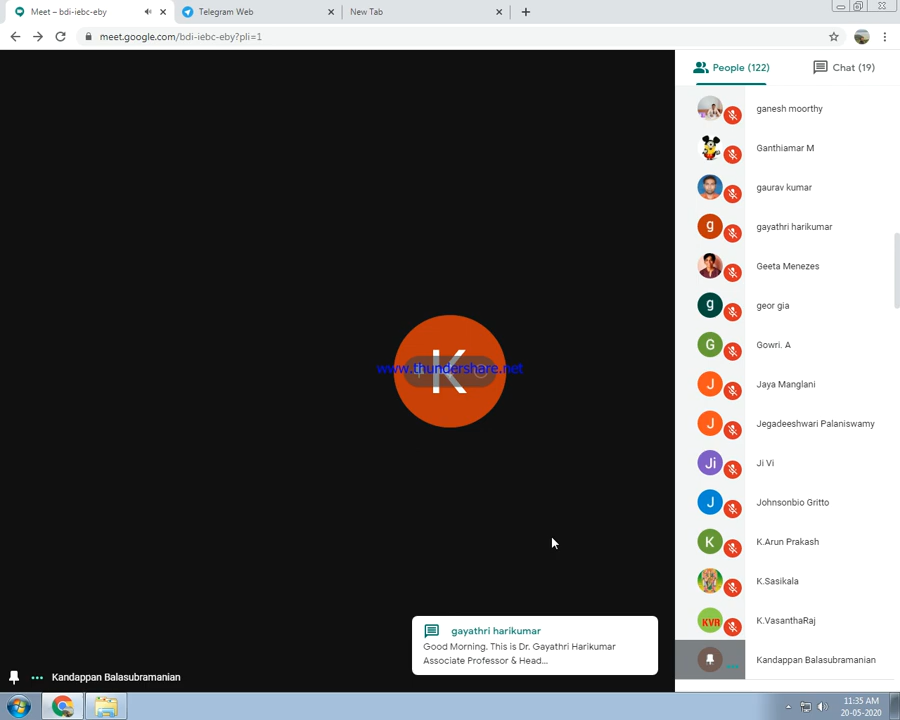 Meet – bdi-iebc-eby
Telegram Web
New Tab
meet.google.com/bdi-iebc-eby?pli=1
People (122)
Chat (19)
ganesh moorthy
Ganthiamar M
gaurav kumar
g
gayathri harikumar
Geeta Menezes
g
geor gia
G
Gowri. A
J
Jaya Manglani
J
Jegadeeshwari Palaniswamy
Ji
Ji Vi
J
Johnsonbio Gritto
K
K.Arun Prakash
K.Sasikala
KVR
K.VasanthaRaj
Kandappan Balasubramanian
K
www.thundershare.net
gayathri harikumar
Good Morning. This is Dr. Gayathri Harikumar
Associate Professor & Head...
Kandappan Balasubramanian
11:35 AM
20-05-2020